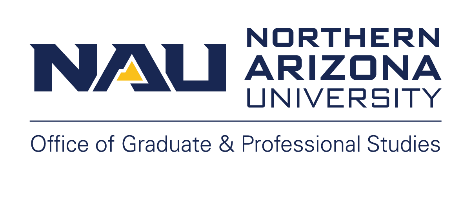 NAU
NORTHERN
ARIZONA
UNIVERSITY
Office of Graduate & Professional Studies